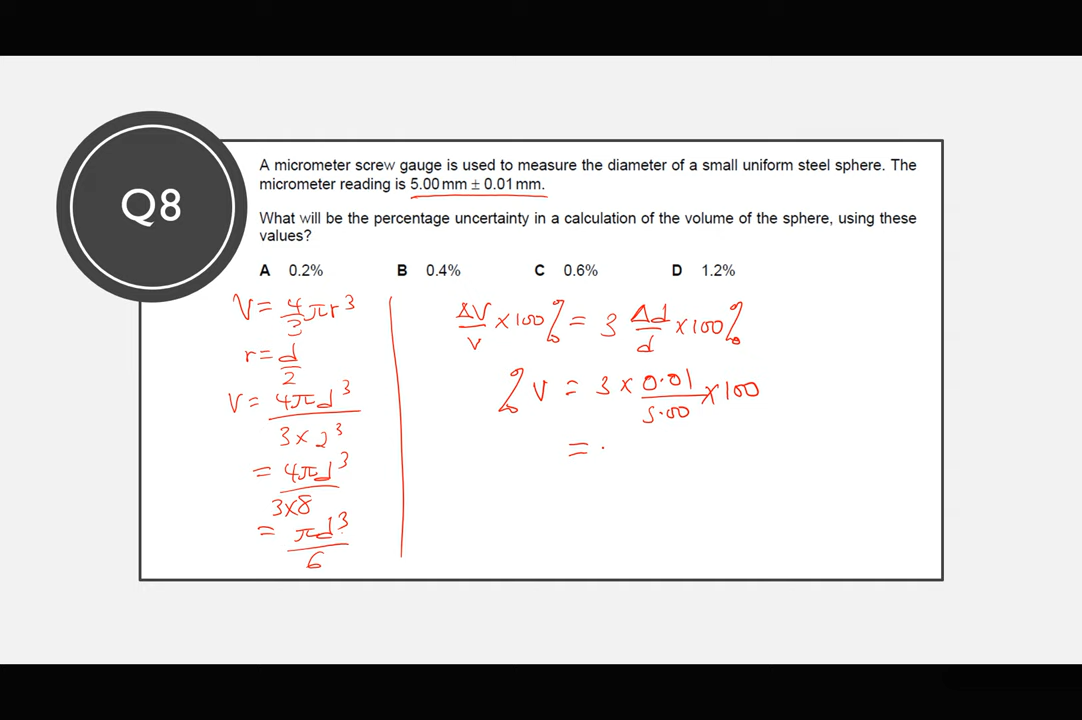 Q8
A micrometer screw gauge is used to measure the diameter of a small uniform steel sphere. The
micrometer reading is 5.00 mm ± 0.01 mm.
What will be the percentage uncertainty in a calculation of the volume of the sphere, using these
values?
A 0.2% B 0.4% C 0.6% D 1.2%
V = 4/3 πr³
r = d/2
V = 4πd³/3 × 2³
= 4πd³/3×8
= πd³/6
ΔV/V × 100% = 3 Δd/d × 100%
% V = 3 × 0.01/5.00 × 100
=